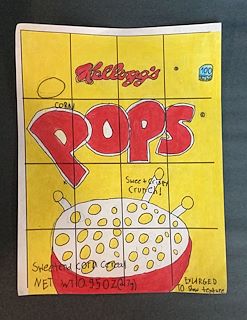 Kellogg's
100
CORN
®
POPS
Sweet crispy
crunch!
Sweetened corn cereal
NET WT 10.95 OZ (
ENLARGED
TO show texture